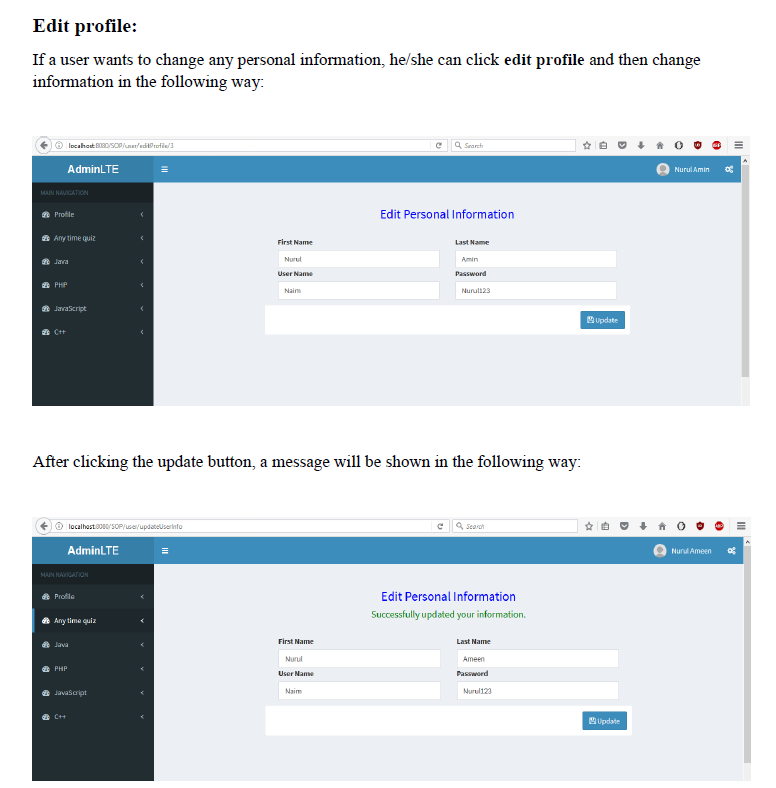 Edit profile:
If a user wants to change any personal information, he/she can click edit profile and then change
information in the following way:
localhost:8080/SOP/user/editProfile/3
Search
AdminLTE
Nurul Amin
MAIN NAVIGATION
Profile
Any time quiz
Java
PHP
JavaScript
C++
Edit Personal Information
First Name Last Name
Nurul Amin
User Name Password
Naim Nurul123
Update
After clicking the update button, a message will be shown in the following way:
localhost:8080/SOP/user/updateUserInfo
Search
AdminLTE
Nurul Ameen
MAIN NAVIGATION
Profile
Any time quiz
Java
PHP
JavaScript
C++
Edit Personal Information
Successfully updated your information.
First Name Last Name
Nurul Ameen
User Name Password
Naim Nurul123
Update